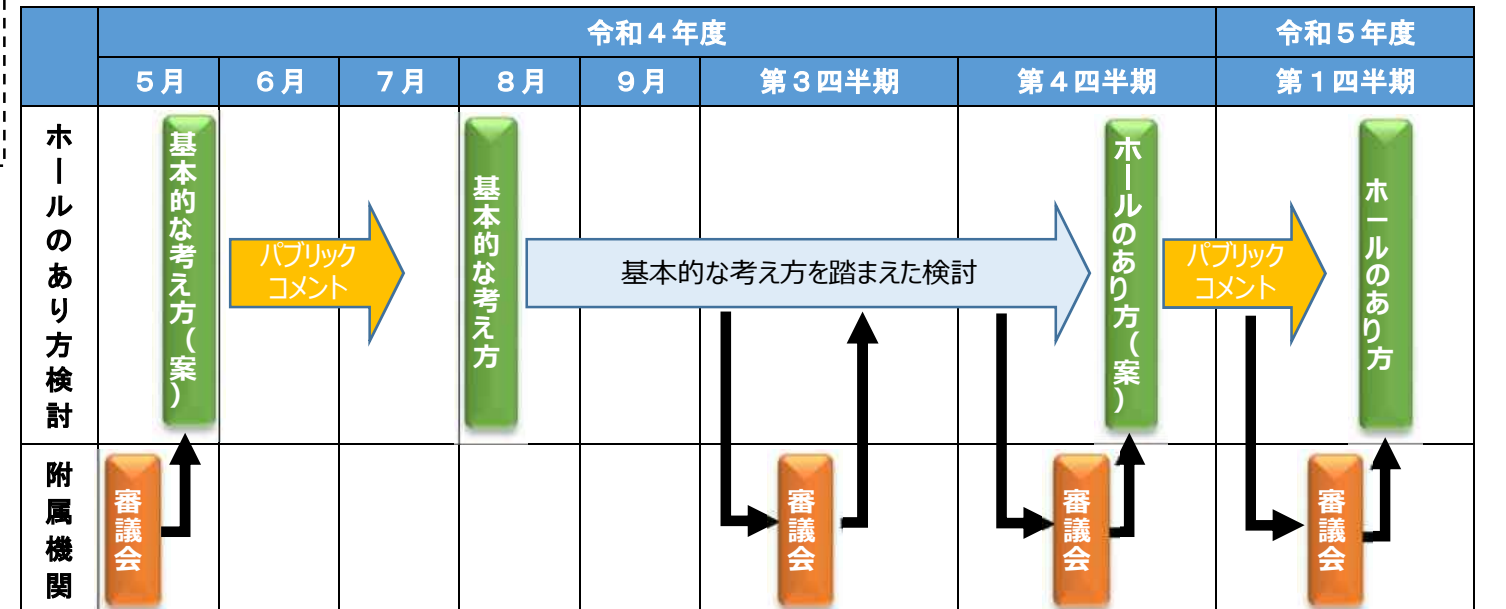 令和４年度
令和５年度
５月
６月
７月
８月
９月
第３四半期
第４四半期
第１四半期
ホールのあり方検討
基本的な考え方(案)
パブリック
コメント
基本的な考え方
基本的な考え方を踏まえた検討
ホールのあり方(案)
パブリック
コメント
ホールのあり方
附属機関
審議会
審議会
審議会
審議会